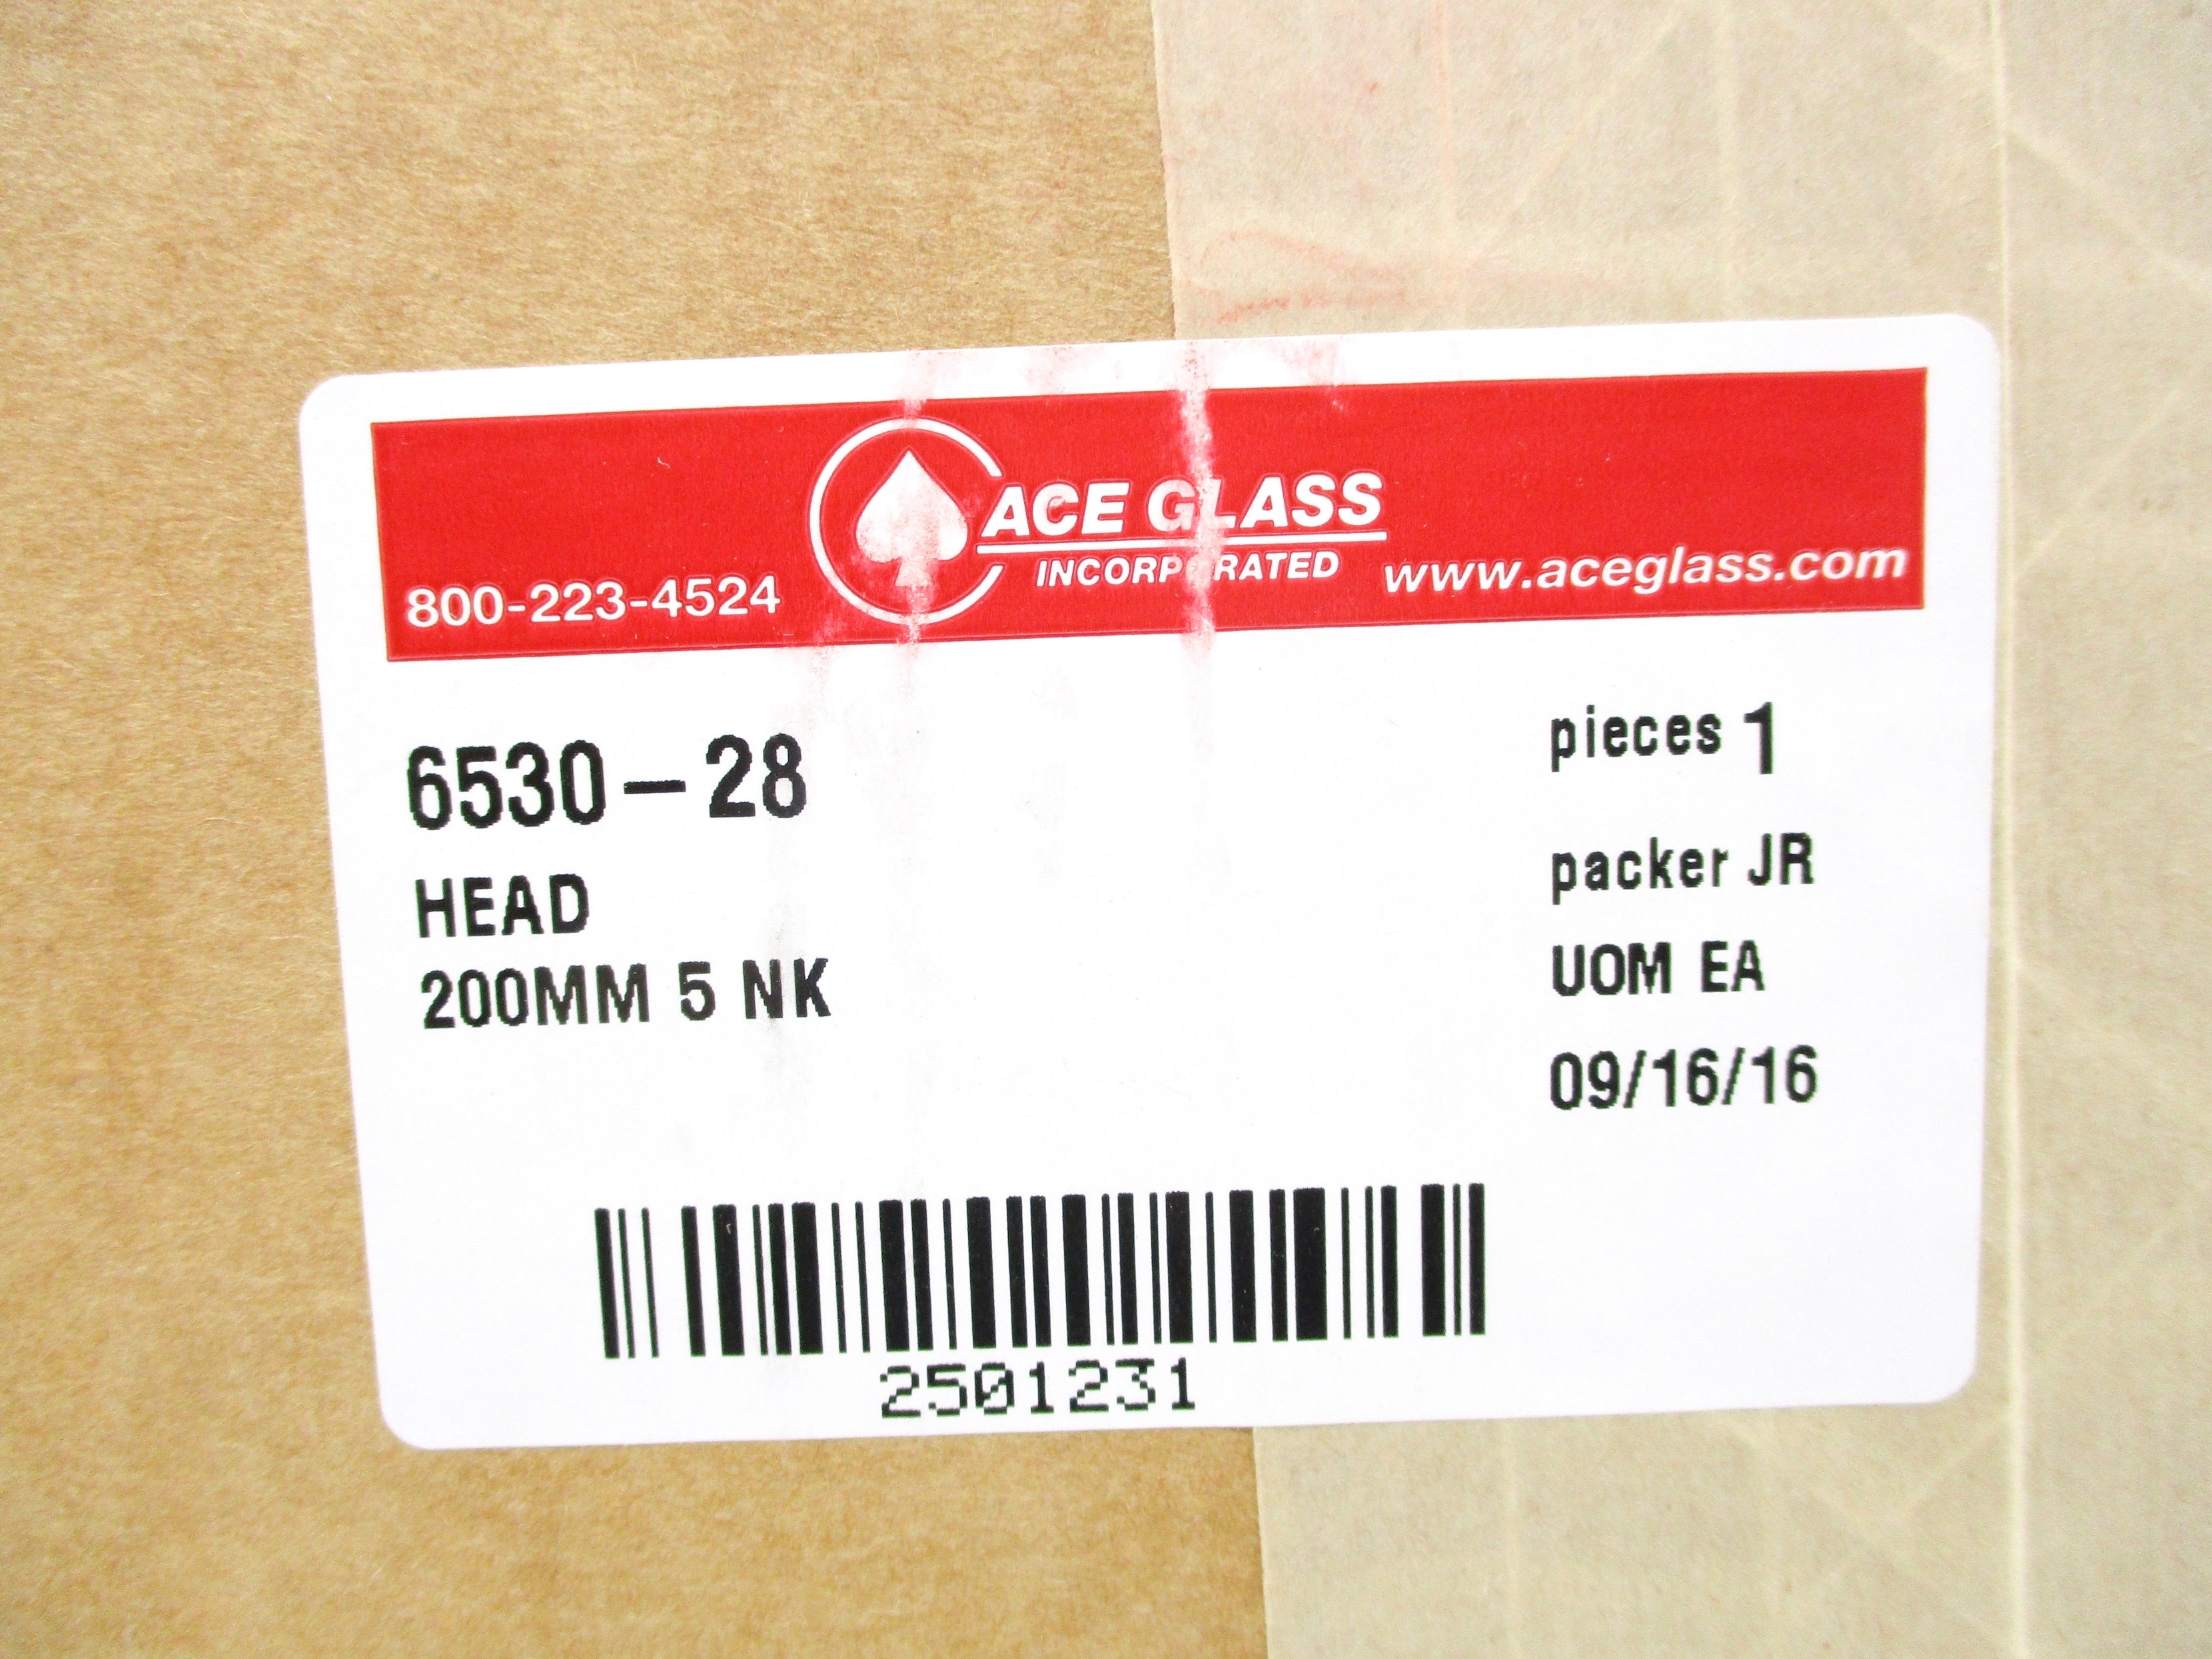 ACE GLASS
INCORPORATED
800-223-4524
www.aceglass.com
6530-28
HEAD
200MM 5 NK
pieces 1
packer JR
UOM EA
09/16/16
2501231